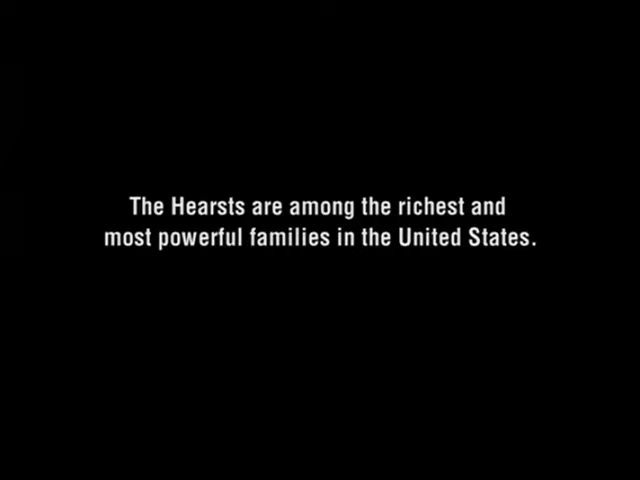 The Hearsts are among the richest and
most powerful families in the United States.